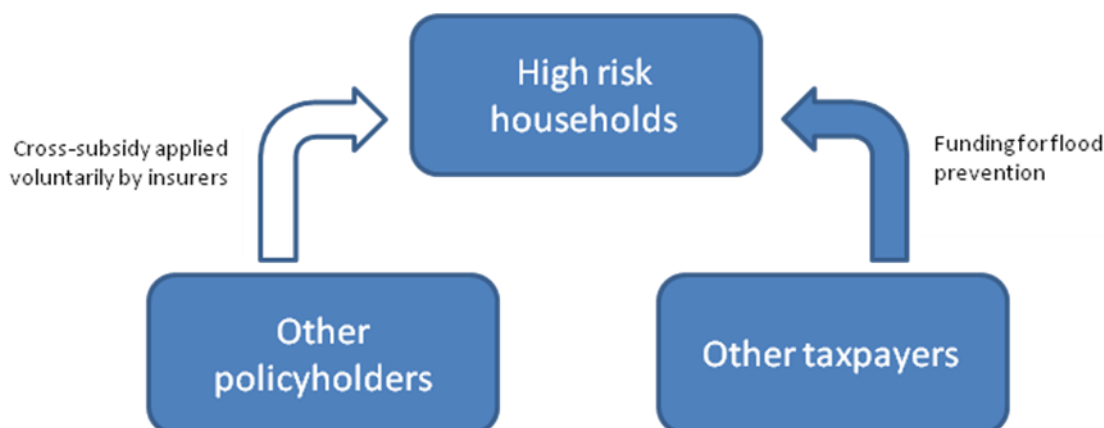 High risk
households
Cross-subsidy applied
voluntarily by insurers
Funding for flood
prevention
Other
policyholders
Other taxpayers